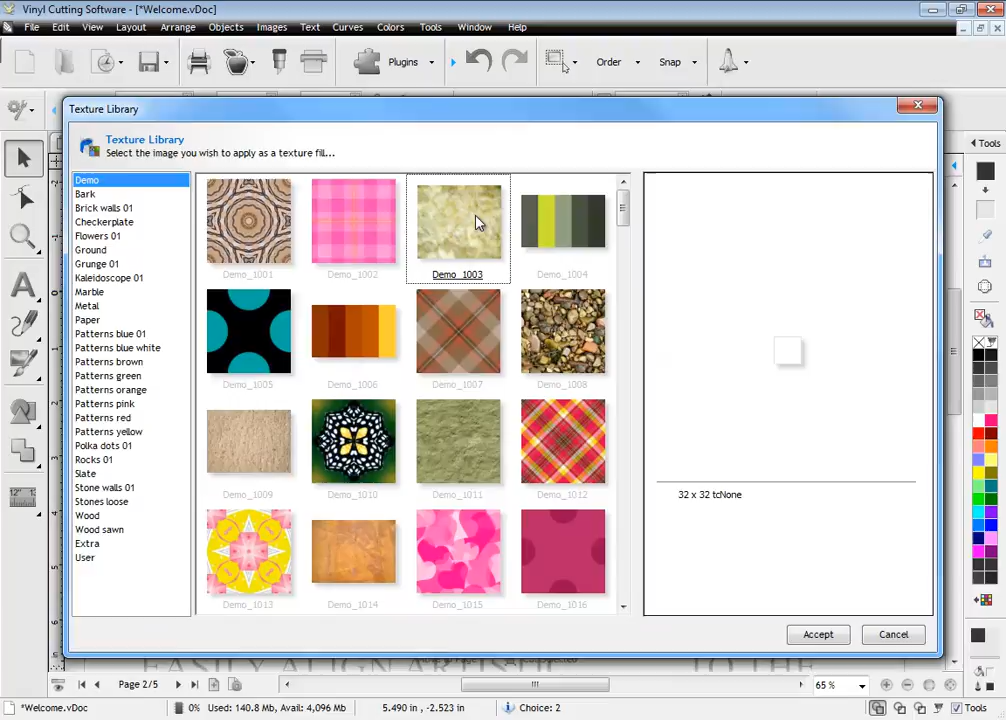 Vinyl Cutting Software - [*Welcome.vDoc]
File Edit View Layout Arrange Objects Images Text Curves Colors Tools Window Help
Plugins Order Snap
Texture Library
Tools
Texture Library
Select the image you wish to apply as a texture fill...
Demo
Bark
Brick walls 01
Checkerplate
Flowers 01
Ground
Grunge 01
Kaleidoscope 01
Marble
Metal
Paper
Patterns blue 01
Patterns blue white
Patterns brown
Patterns green
Patterns orange
Patterns pink
Patterns red
Patterns yellow
Polka dots 01
Rocks 01
Slate
Stone walls 01
Stones loose
Wood
Wood sawn
Extra
User
Demo_1001 Demo_1002 Demo_1003 Demo_1004
Demo_1005 Demo_1006 Demo_1007 Demo_1008
Demo_1009 Demo_1010 Demo_1011 Demo_1012
Demo_1013 Demo_1014 Demo_1015 Demo_1016
32 x 32 tcNone
Accept Cancel
12"
EASILY ALIGN TO THE
Page 2/5 65 %
*Welcome.vDoc 0% Used: 140.8 Mb, Avail: 4,096 Mb 5.490 in , -2.523 in Choice: 2 Tools